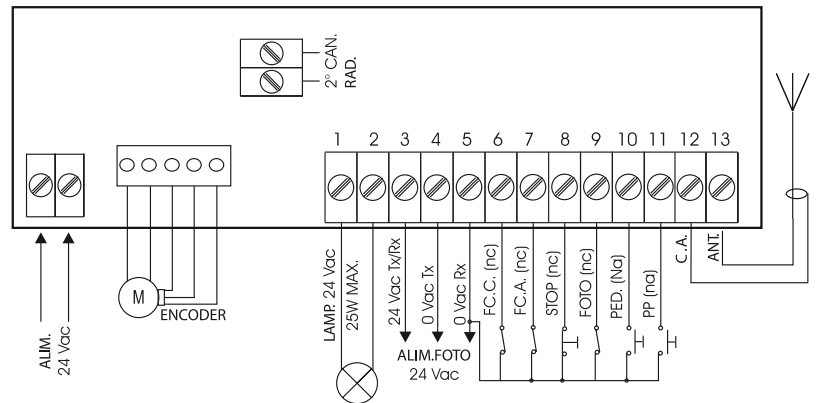 2° CAN.
RAD.
1 2 3 4 5 6 7 8 9 10 11 12 13
ALIM.
24 Vac
M
ENCODER
LAMP. 24 Vac
25W MAX.
24 Vac Tx/Rx
0 Vac Tx
0 Vac Rx
FC.C. (nc)
FC.A. (nc)
STOP (nc)
FOTO (nc)
PED. (Na)
PP (na)
C.A.
ANT.
ALIM.FOTO
24 Vac